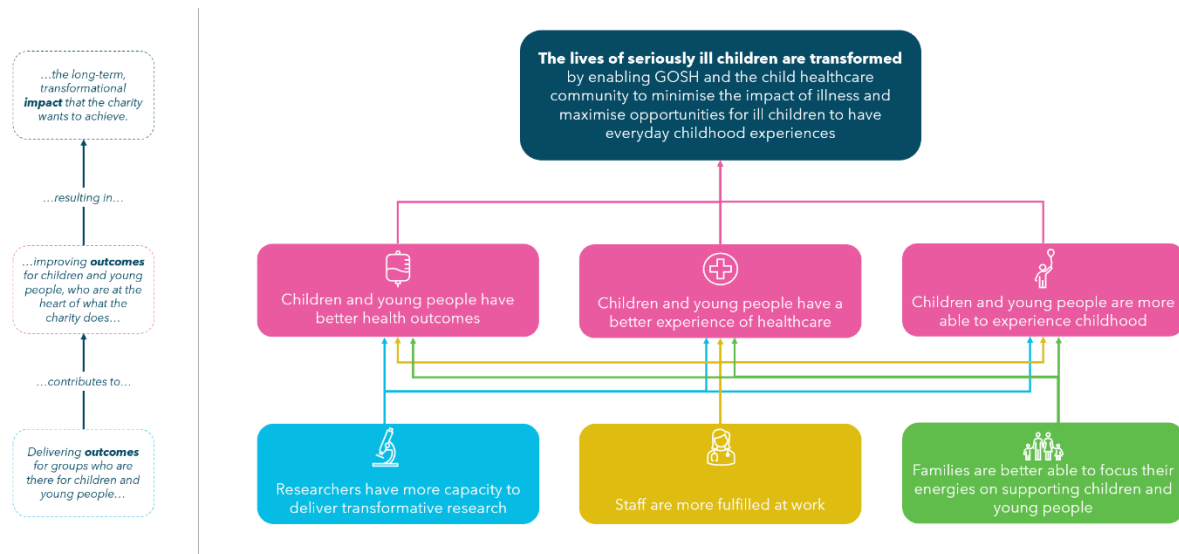 …the long-term,
transformational
impact that the charity
wants to achieve.
…resulting in…
…improving outcomes
for children and young
people, who are at the
heart of what the
charity does…
…contributes to…
Delivering outcomes
for groups who are
there for children and
young people…
The lives of seriously ill children are transformed
by enabling GOSH and the child healthcare
community to minimise the impact of illness and
maximise opportunities for ill children to have
everyday childhood experiences
Children and young people have
better health outcomes
Children and young people have a
better experience of healthcare
Children and young people are more
able to experience childhood
Researchers have more capacity to
deliver transformative research
Staff are more fulfilled at work
Families are better able to focus their
energies on supporting children and
young people